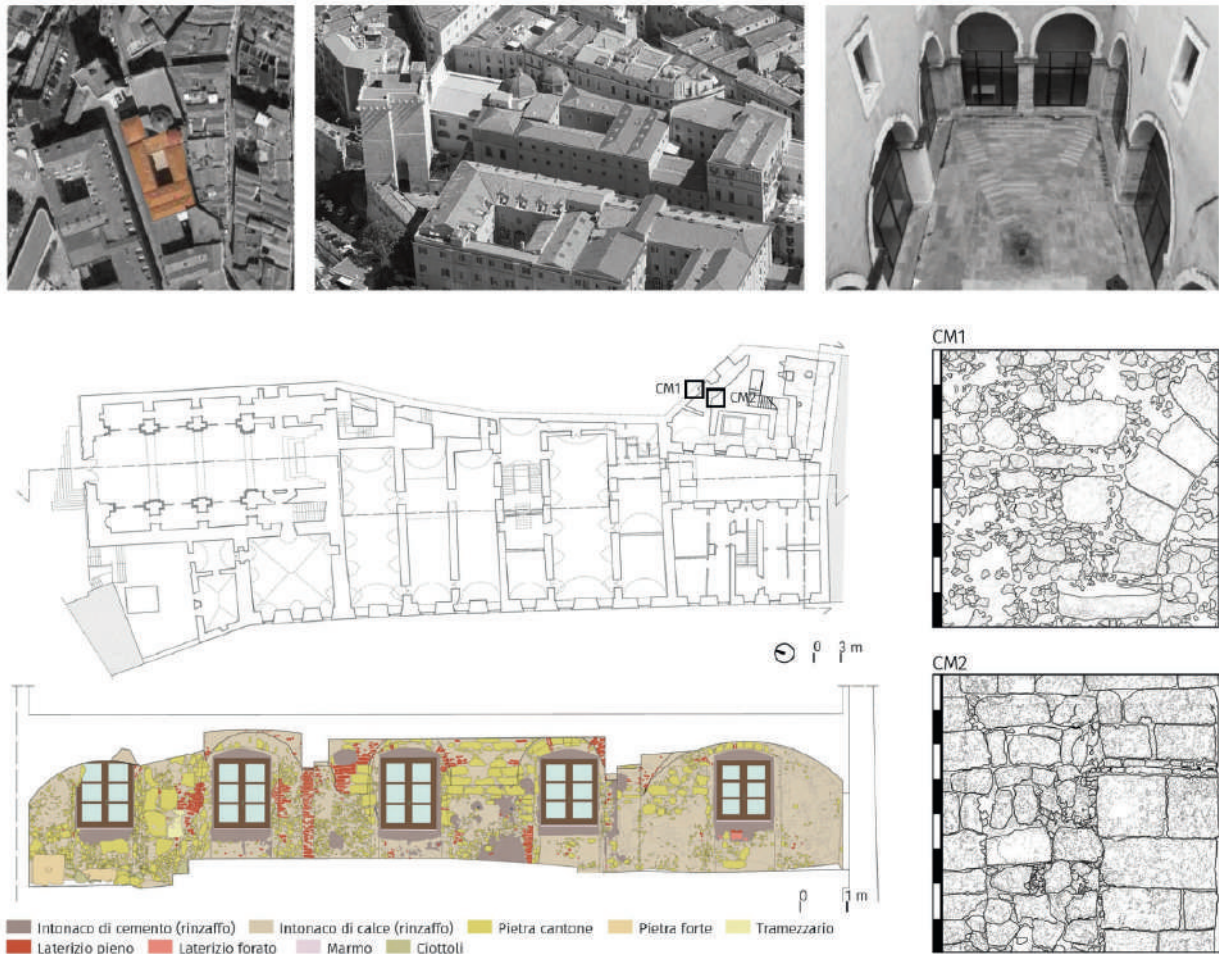 CM1
CM1
CM2
0 3 m
CM2
0 1 m
Intonaco di cemento (rinzaffo) Intonaco di calce (rinzaffo) Pietra cantone Pietra forte Tramezzario
Laterizio pieno Laterizio forato Marmo Ciottoli